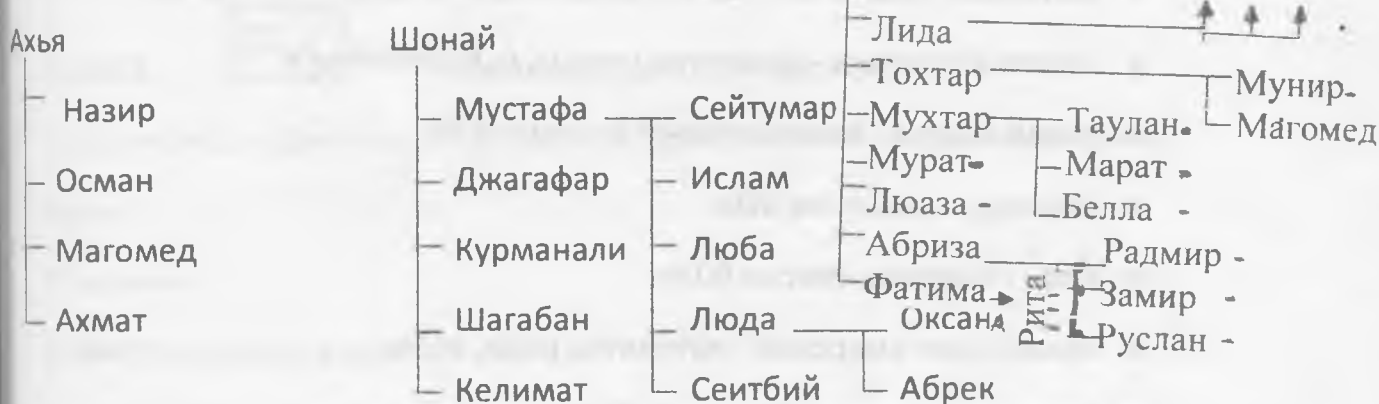 Лида
Ахья Шонай
Тохтар Мунир-
Назир Мустафа Сейтумар Мухтар Таулан. Магомед
Осман Джагафар Ислам Мурат- Марат -
Люаза - Белла -
Магомед Курманали Люба Абриза Радмир -
Фатима Рита Замир -
Ахмат Шагабан Люда Оксана Руслан -
Келимат Сеитбий Абрек